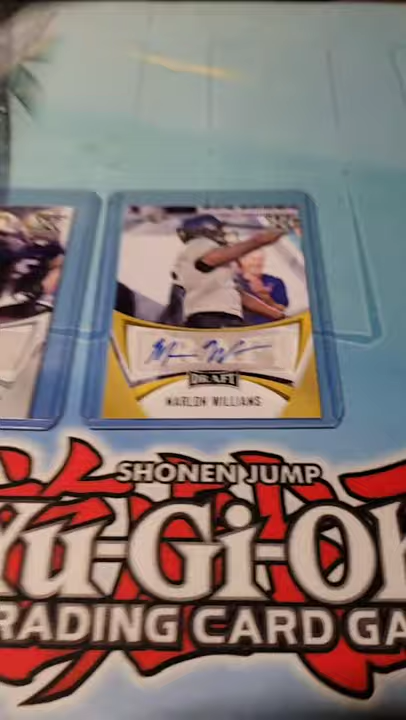 DRAFT
MARLON WILLIAMS
SHONEN JUMP
Yu-Gi-Oh
TRADING CARD GA